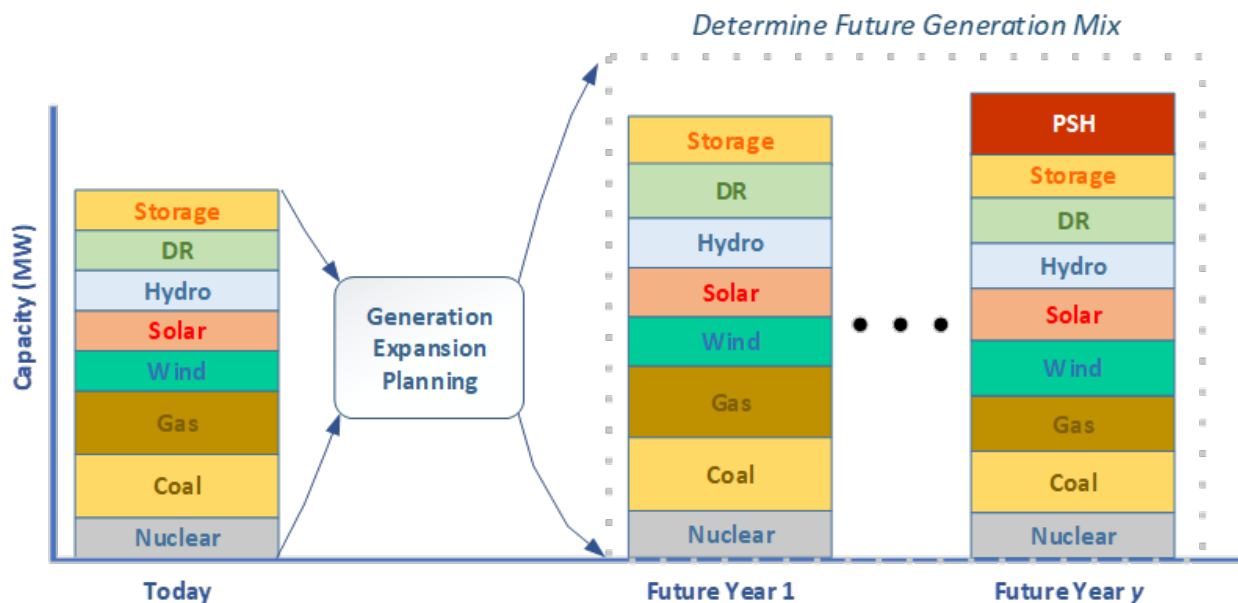 Determine Future Generation Mix
Capacity (MW)
Storage
DR
Hydro
Solar
Wind
Gas
Coal
Nuclear
Today
Generation
Expansion
Planning
Storage
DR
Hydro
Solar
Wind
Gas
Coal
Nuclear
Future Year 1
PSH
Storage
DR
Hydro
Solar
Wind
Gas
Coal
Nuclear
Future Year y